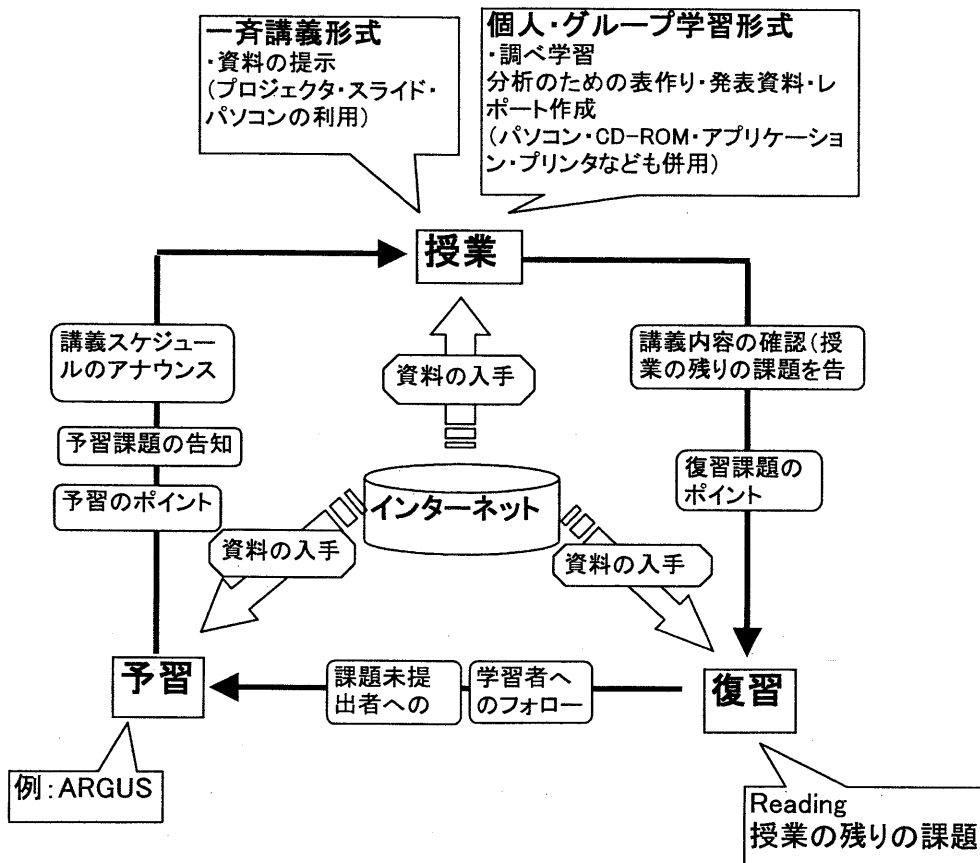 一斉講義形式
・資料の提示
(プロジェクタ・スライド・
パソコンの利用)
個人・グループ学習形式
・調べ学習
分析のための表作り・発表資料・レ
ポート作成
(パソコン・CD-ROM・アプリケーショ
ン・プリンタなども併用)
授業
講義スケジュー
ルのアナウンス
資料の入手
講義内容の確認(授
業の残りの課題を告
予習課題の告知
予習のポイント
復習課題の
ポイント
インターネット
資料の入手
資料の入手
予習
課題未提
出者への
学習者へ
のフォロー
復習
例:ARGUS
Reading
授業の残りの課題